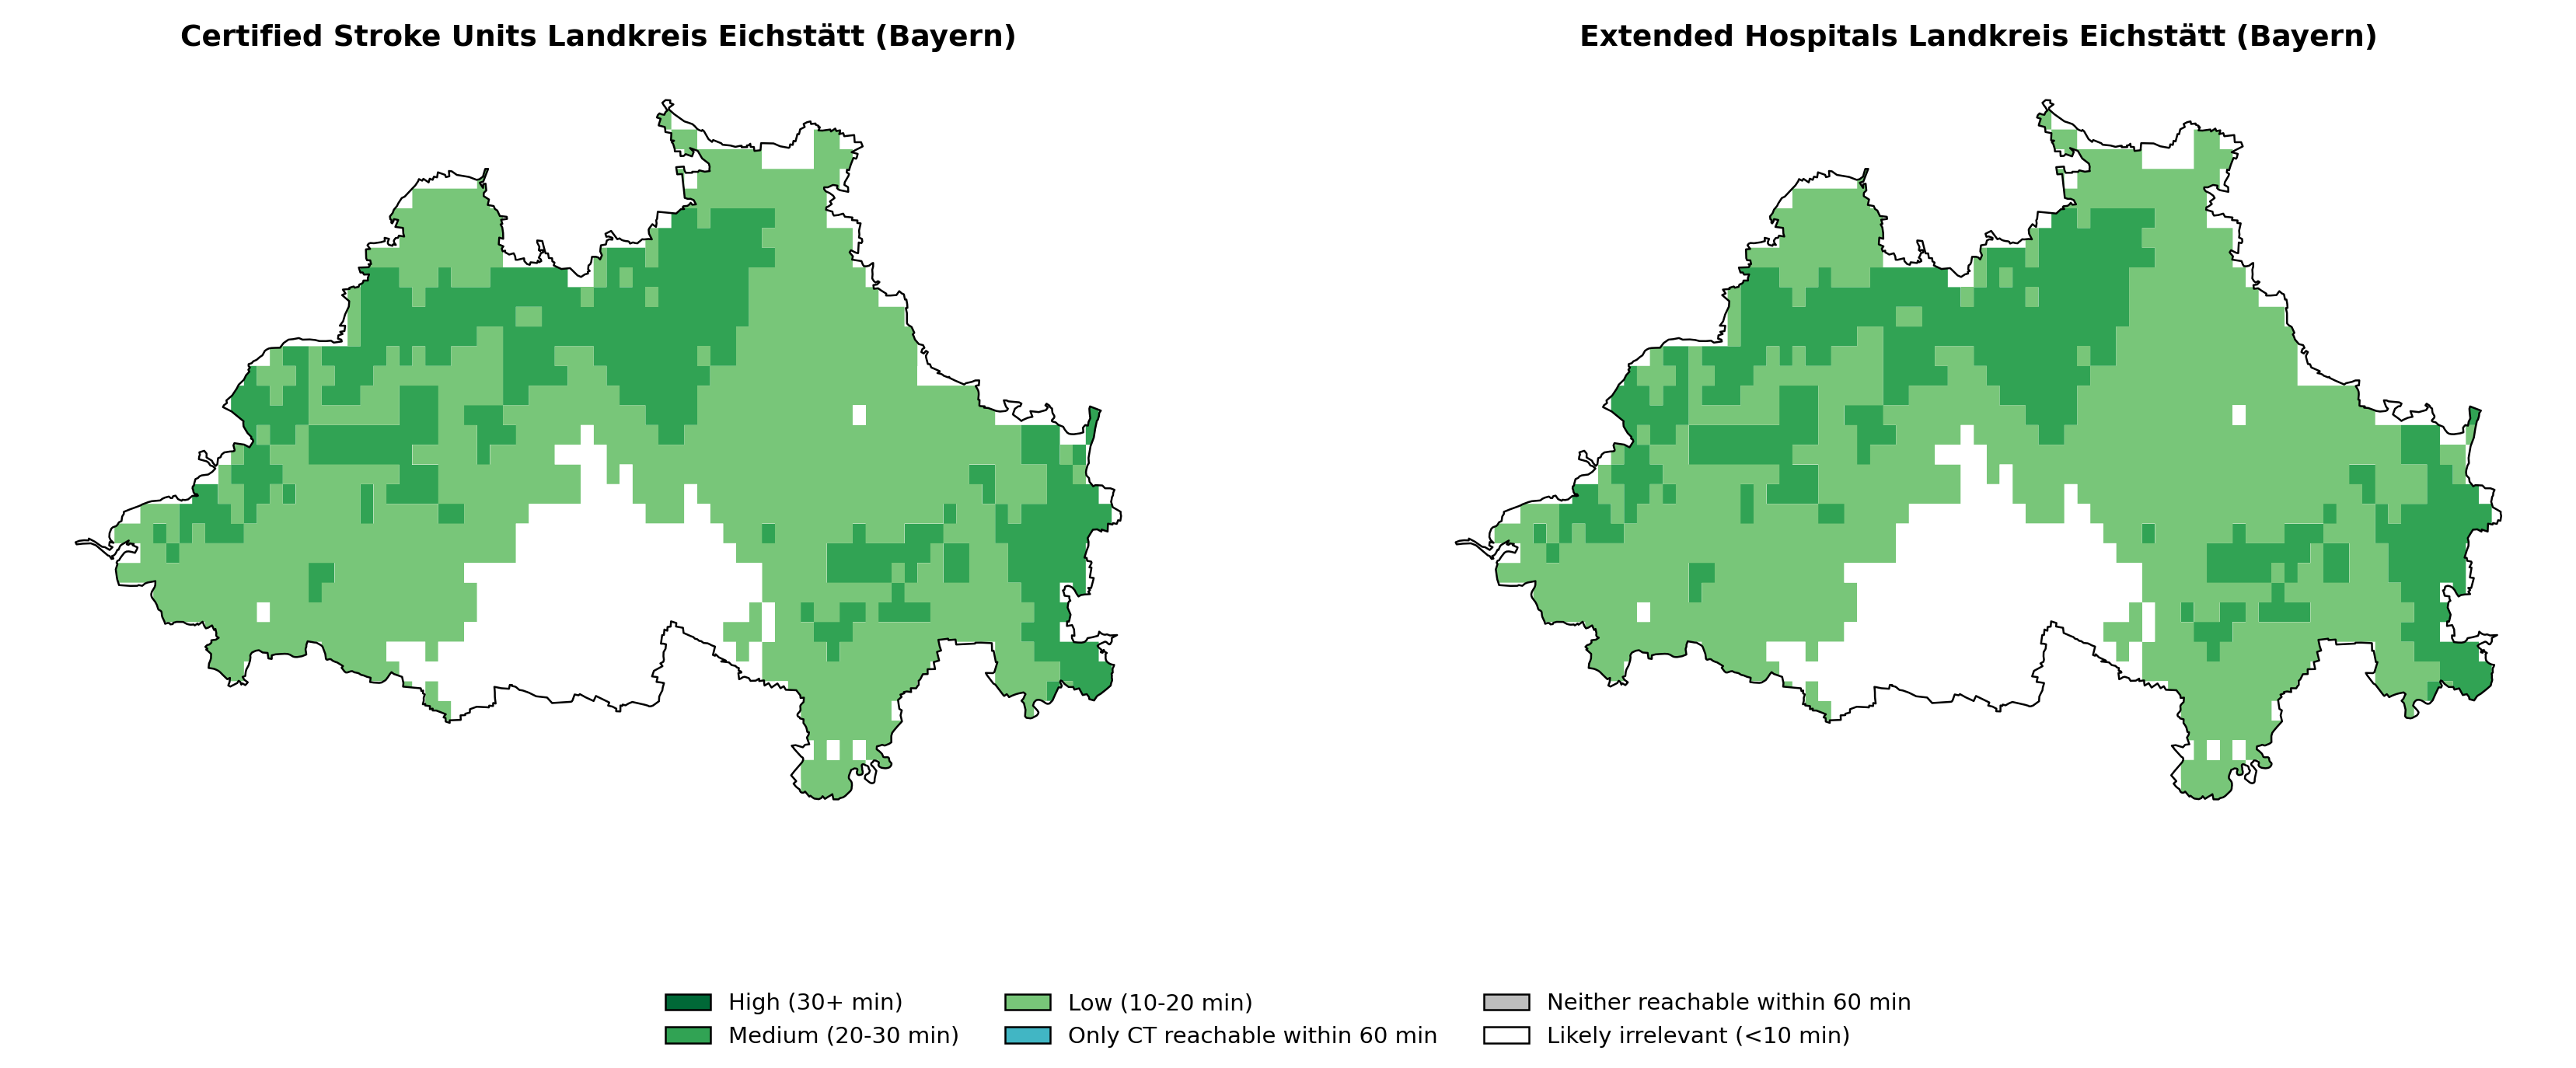 Certified Stroke Units Landkreis Eichstätt (Bayern)
Extended Hospitals Landkreis Eichstätt (Bayern)
High (30+ min)
Medium (20-30 min)
Low (10-20 min)
Only CT reachable within 60 min
Neither reachable within 60 min
Likely irrelevant (<10 min)